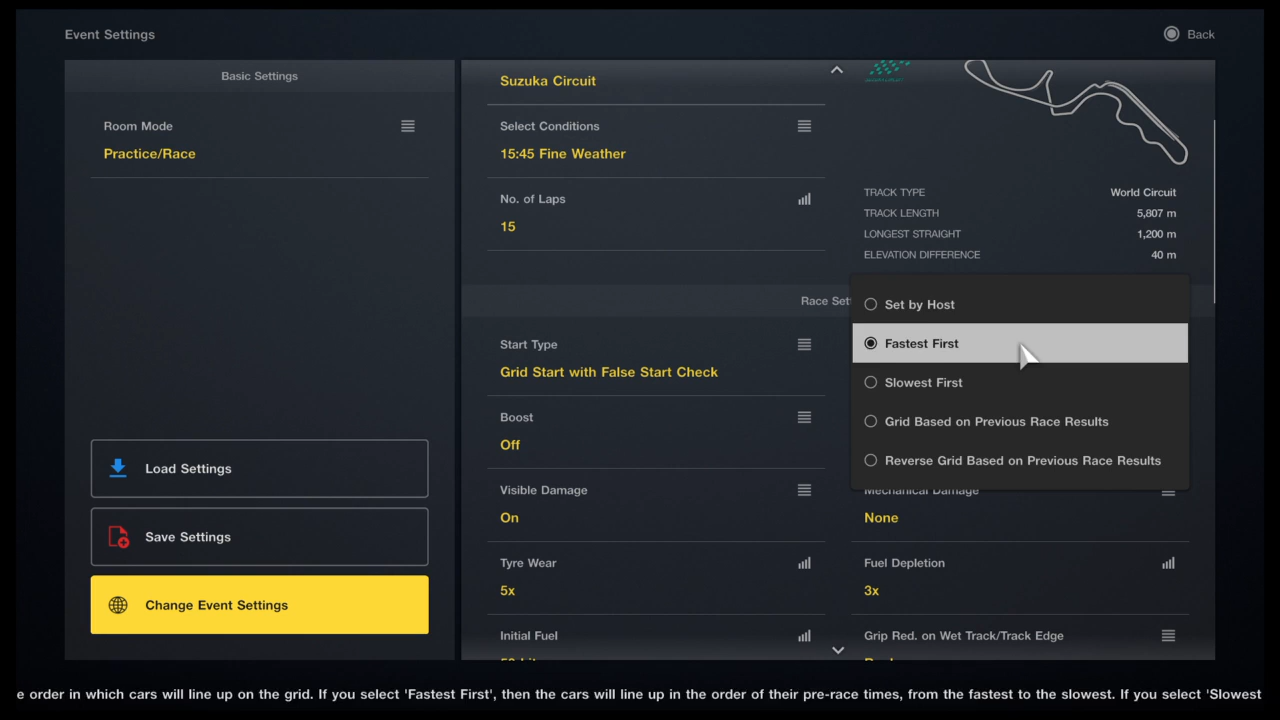 Event Settings
Back
Basic Settings
Room Mode
Practice/Race
Load Settings
Save Settings
Change Event Settings
Suzuka Circuit
Select Conditions
15:45 Fine Weather
No. of Laps
15
TRACK TYPE World Circuit
TRACK LENGTH 5,807 m
LONGEST STRAIGHT 1,200 m
ELEVATION DIFFERENCE 40 m
Race Set
Start Type
Grid Start with False Start Check
Set by Host
Fastest First
Slowest First
Grid Based on Previous Race Results
Reverse Grid Based on Previous Race Results
Boost
Off
Visible Damage
On
Mechanical Damage
None
Tyre Wear
5x
Fuel Depletion
3x
Initial Fuel
Grip Red. on Wet Track/Track Edge
e order in which cars will line up on the grid. If you select 'Fastest First', then the cars will line up in the order of their pre-race times, from the fastest to the slowest. If you select 'Slowest